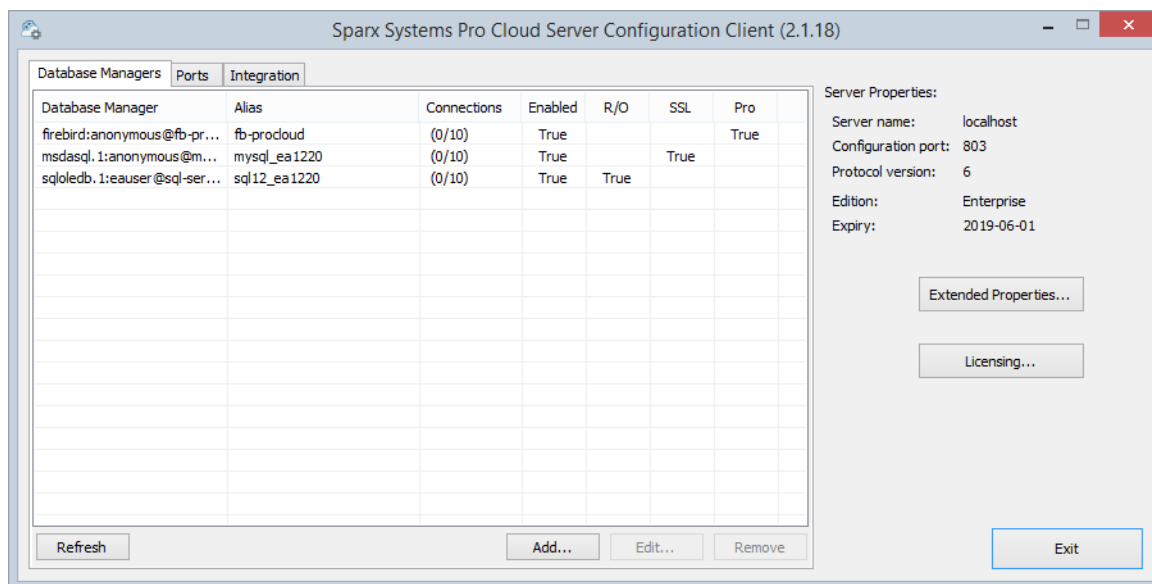 Sparx Systems Pro Cloud Server Configuration Client (2.1.18)
Database Managers Ports Integration
Database Manager Alias Connections Enabled R/O SSL Pro
firebird:anonymous@fb-pr... fb-procloud (0/10) True True
msdasql.1:anonymous@m... mysql_ea1220 (0/10) True True
sqloledb.1:eauser@sql-ser... sql12_ea1220 (0/10) True True
Refresh Add... Edit... Remove
Server Properties:
Server name: localhost
Configuration port: 803
Protocol version: 6
Edition: Enterprise
Expiry: 2019-06-01
Extended Properties...
Licensing...
Exit